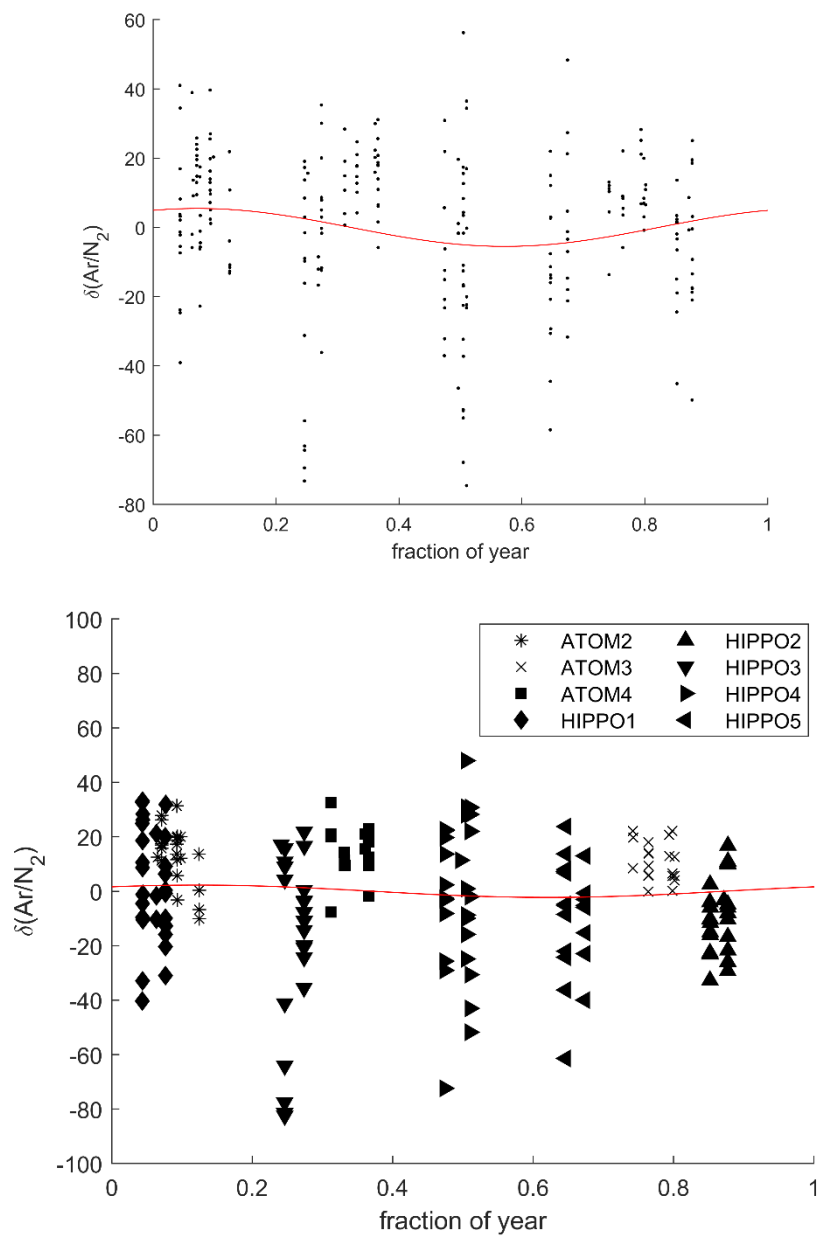 60
40
20
0
-20
-40
-60
-80
δ(Ar/N2)
0 0.2 0.4 0.6 0.8 1
fraction of year
100
80
60
40
20
0
-20
-40
-60
-80
-100
δ(Ar/N2)
ATOM2 HIPPO2
ATOM3 HIPPO3
ATOM4 HIPPO4
HIPPO1 HIPPO5
0 0.2 0.4 0.6 0.8 1
fraction of year